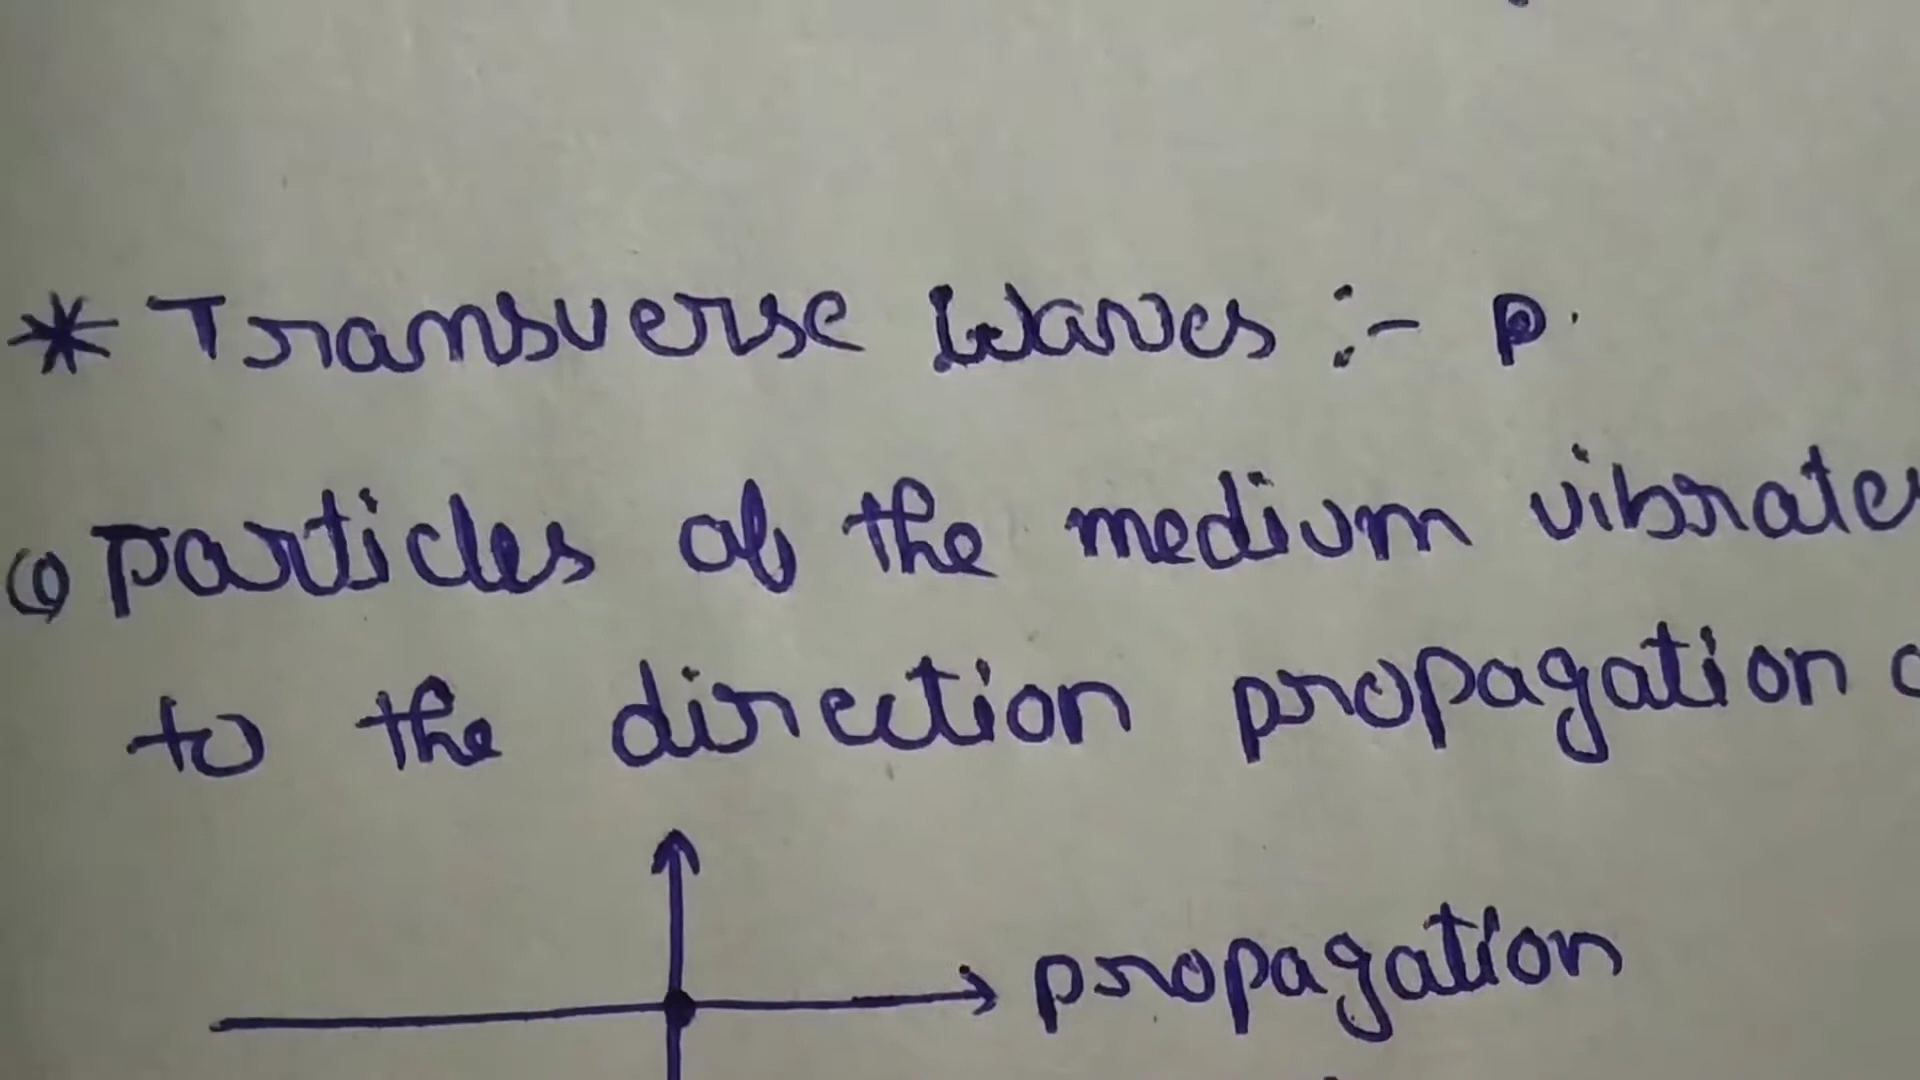 * Transverse Waves :- P.
Particles of the medium vibrate
to the direction propagation
propagation